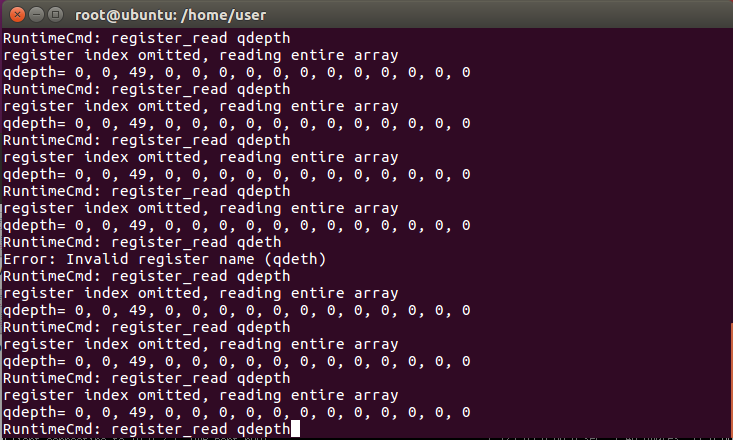 root@ubuntu: /home/user
RuntimeCmd: register_read qdepth
register index omitted, reading entire array
qdepth= 0, 0, 49, 0, 0, 0, 0, 0, 0, 0, 0, 0, 0, 0, 0
RuntimeCmd: register_read qdepth
register index omitted, reading entire array
qdepth= 0, 0, 49, 0, 0, 0, 0, 0, 0, 0, 0, 0, 0, 0, 0
RuntimeCmd: register_read qdepth
register index omitted, reading entire array
qdepth= 0, 0, 49, 0, 0, 0, 0, 0, 0, 0, 0, 0, 0, 0, 0
RuntimeCmd: register_read qdepth
register index omitted, reading entire array
qdepth= 0, 0, 49, 0, 0, 0, 0, 0, 0, 0, 0, 0, 0, 0, 0
RuntimeCmd: register_read qdeth
Error: Invalid register name (qdeth)
RuntimeCmd: register_read qdepth
register index omitted, reading entire array
qdepth= 0, 0, 49, 0, 0, 0, 0, 0, 0, 0, 0, 0, 0, 0, 0
RuntimeCmd: register_read qdepth
register index omitted, reading entire array
qdepth= 0, 0, 49, 0, 0, 0, 0, 0, 0, 0, 0, 0, 0, 0, 0
RuntimeCmd: register_read qdepth
register index omitted, reading entire array
qdepth= 0, 0, 49, 0, 0, 0, 0, 0, 0, 0, 0, 0, 0, 0, 0
RuntimeCmd: register_read qdepth